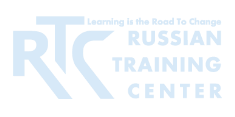 Learning is the Road To Change
RTC RUSSIAN
TRAINING
CENTER